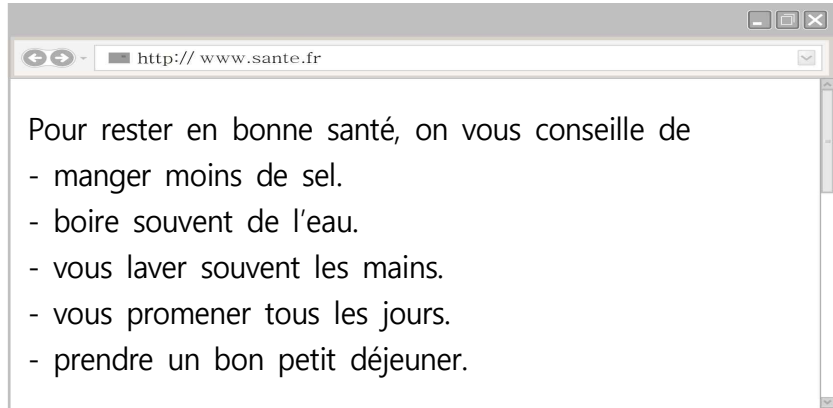 http:// www.sante.fr
Pour rester en bonne santé, on vous conseille de
- manger moins de sel.
- boire souvent de l'eau.
- vous laver souvent les mains.
- vous promener tous les jours.
- prendre un bon petit déjeuner.